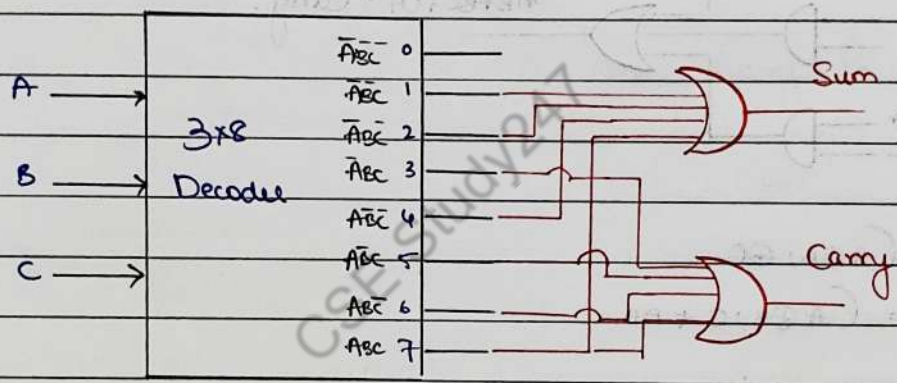 A̅B̅C̅ 0
A̅B̅C 1
A̅BC̅ 2
A̅BC 3
AB̅C̅ 4
AB̅C 5
ABC̅ 6
ABC 7
A
B
C
3x8
Decoder
Sum
Carry
CSE Study247